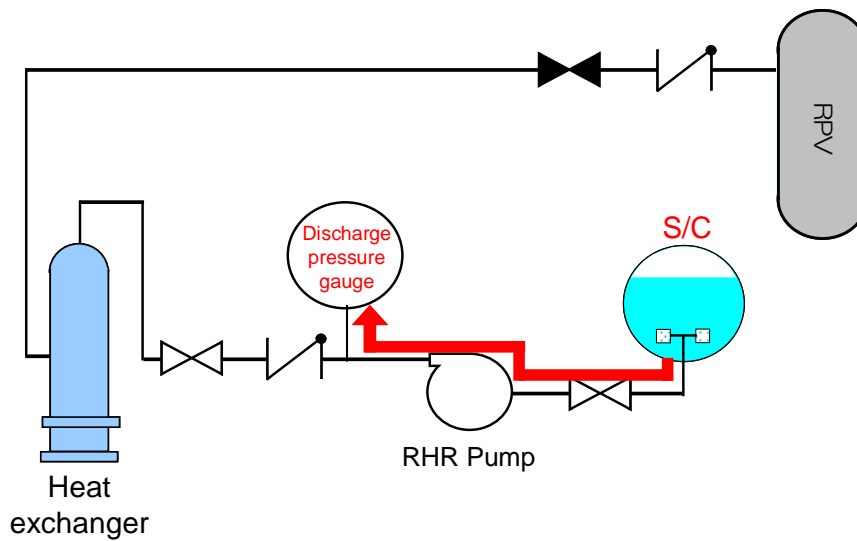 RPV
S/C
Discharge
pressure
gauge
RHR Pump
Heat
exchanger